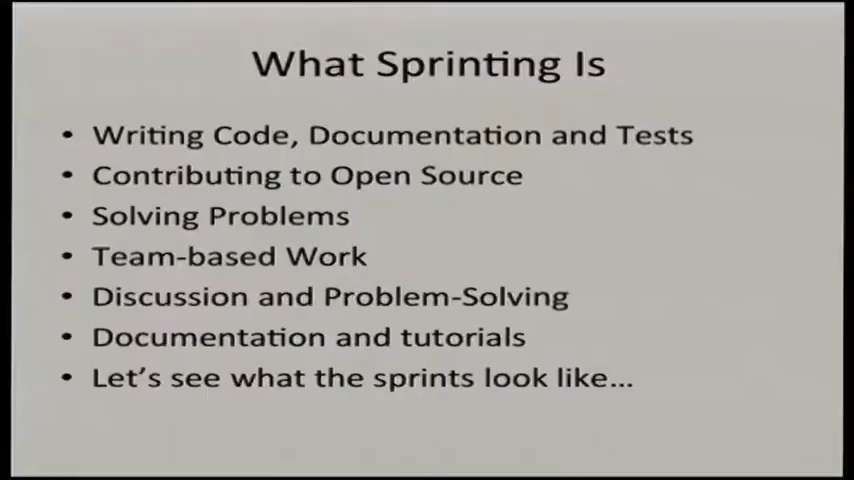 What Sprinting Is
• Writing Code, Documentation and Tests
• Contributing to Open Source
• Solving Problems
• Team-based Work
• Discussion and Problem-Solving
• Documentation and tutorials
• Let's see what the sprints look like...